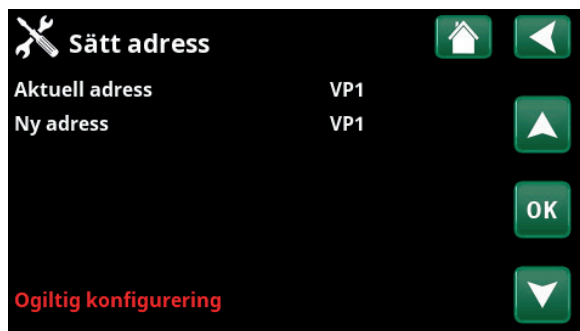 Sätt adress
Aktuell adress VP1
Ny adress VP1
OK
Ogiltig konfigurering